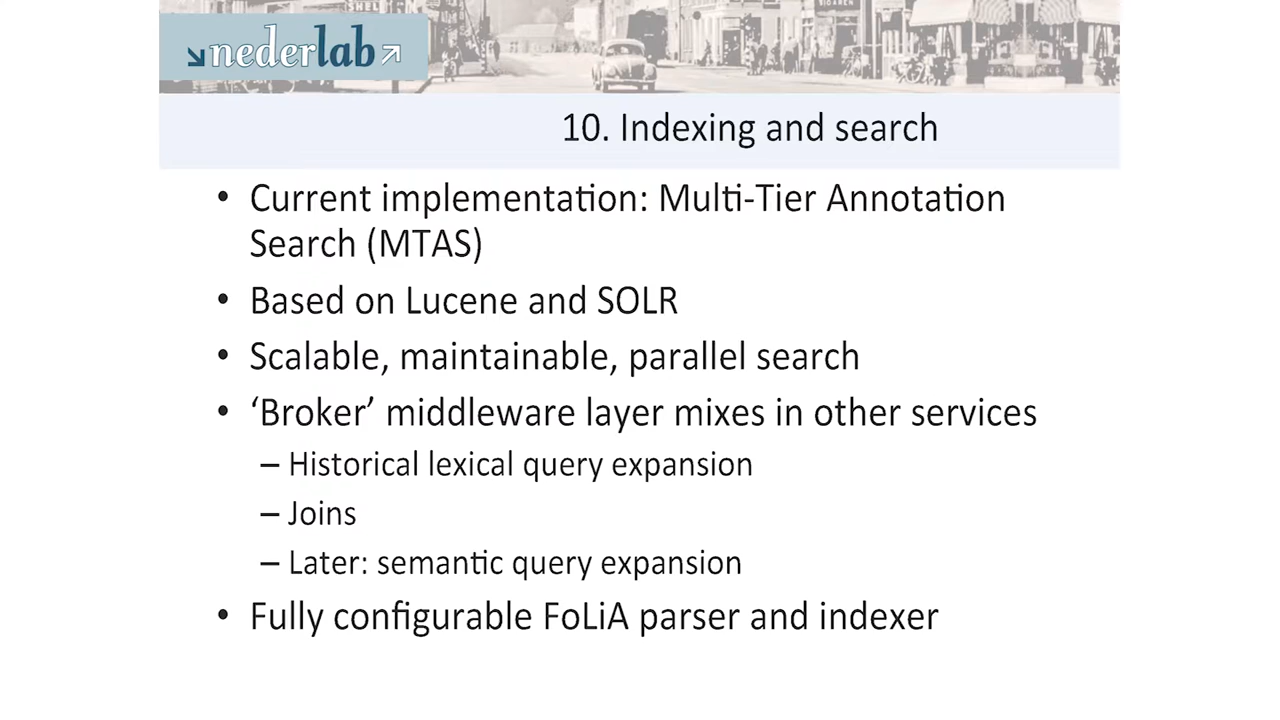 SHELL
nederlab
10. Indexing and search
• Current implementation: Multi-Tier Annotation
Search (MTAS)
• Based on Lucene and SOLR
• Scalable, maintainable, parallel search
• ‘Broker’ middleware layer mixes in other services
– Historical lexical query expansion
– Joins
– Later: semantic query expansion
• Fully configurable FoLiA parser and indexer